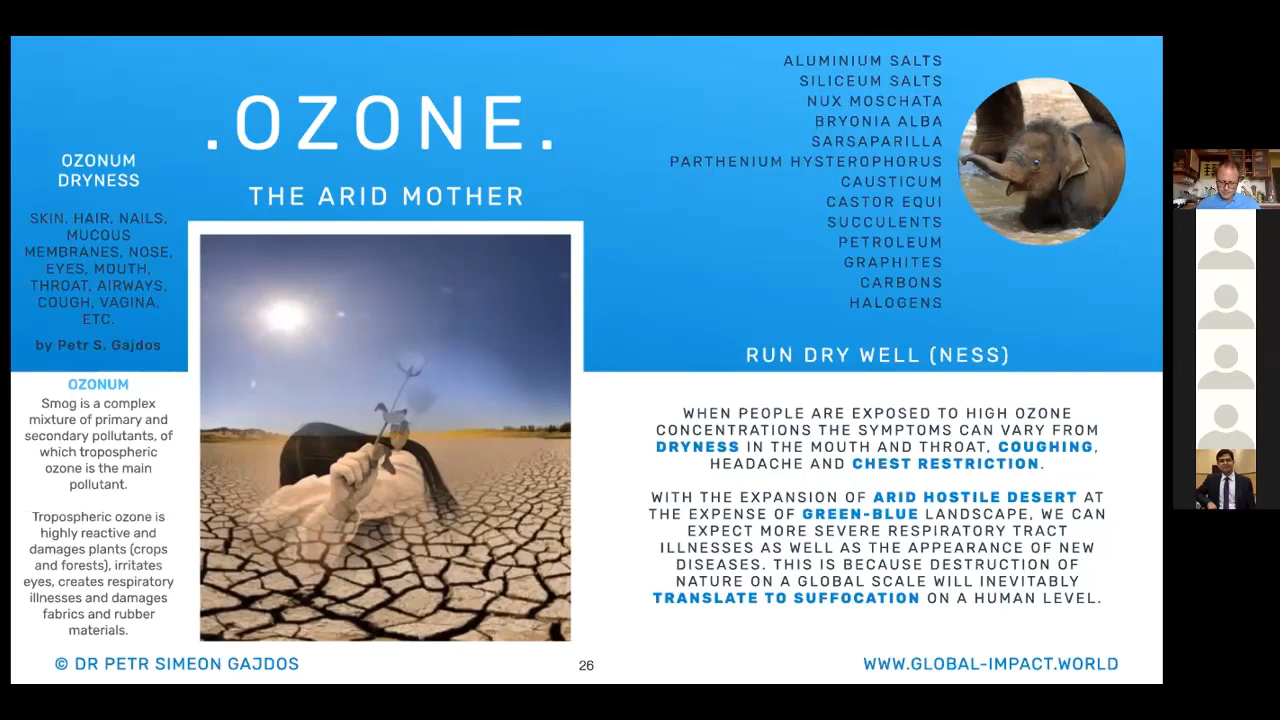 .OZONE.
THE ARID MOTHER
OZONUM
DRYNESS
SKIN, HAIR, NAILS,
MUCOUS
MEMBRANES, NOSE,
EYES, MOUTH,
THROAT, AIRWAYS,
COUGH, VAGINA,
ETC.
by Petr S. Gajdos
OZONUM
Smog is a complex
mixture of primary and
secondary pollutants, of
which tropospheric
ozone is the main
pollutant.
Tropospheric ozone is
highly reactive and
damages plants (crops
and forests), irritates
eyes, creates respiratory
illnesses and damages
fabrics and rubber
materials.
ALUMINIUM SALTS
SILICEUM SALTS
NUX MOSCHATA
BRYONIA ALBA
SARSAPARILLA
PARTHENIUM HYSTEROPHORUS
CAUSTICUM
CASTOR EQUI
SUCCULENTS
PETROLEUM
GRAPHITES
CARBONS
HALOGENS
RUN DRY WELL (NESS)
WHEN PEOPLE ARE EXPOSED TO HIGH OZONE
CONCENTRATIONS THE SYMPTOMS CAN VARY FROM
DRYNESS IN THE MOUTH AND THROAT, COUGHING,
HEADACHE AND CHEST RESTRICTION.
WITH THE EXPANSION OF ARID HOSTILE DESERT AT
THE EXPENSE OF GREEN-BLUE LANDSCAPE, WE CAN
EXPECT MORE SEVERE RESPIRATORY TRACT
ILLNESSES AS WELL AS THE APPEARANCE OF NEW
DISEASES. THIS IS BECAUSE DESTRUCTION OF
NATURE ON A GLOBAL SCALE WILL INEVITABLY
TRANSLATE TO SUFFOCATION ON A HUMAN LEVEL.
© DR PETR SIMEON GAJDOS
26
WWW.GLOBAL-IMPACT.WORLD